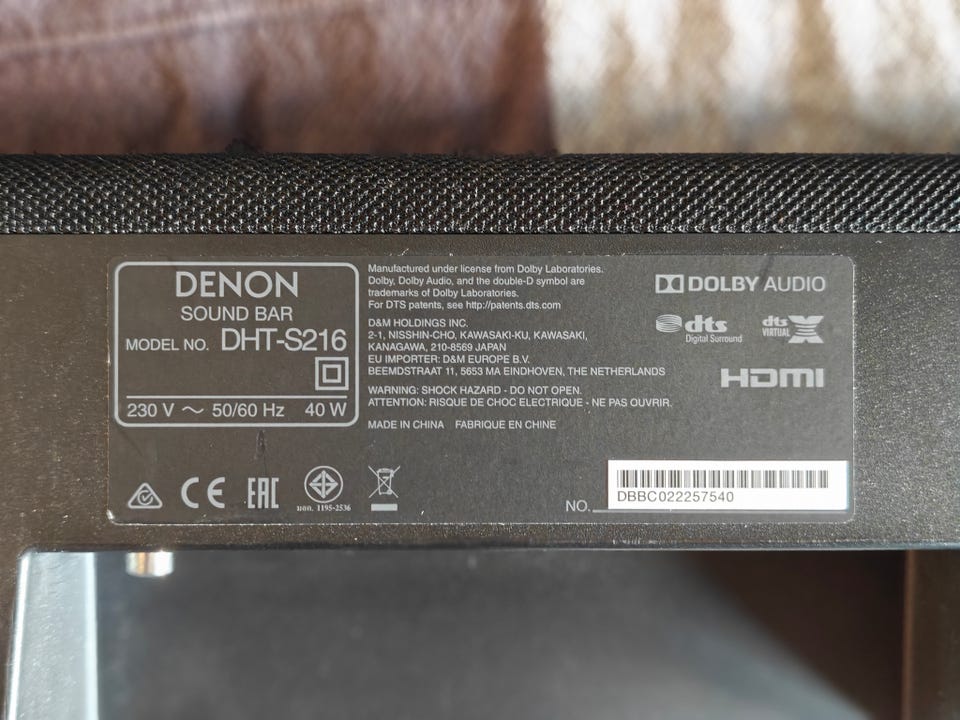 DENON
SOUND BAR
MODEL NO. DHT-S216
230 V ~ 50/60 Hz 40 W
Manufactured under license from Dolby Laboratories.
Dolby, Dolby Audio, and the double-D symbol are
trademarks of Dolby Laboratories.
For DTS patents, see http://patents.dts.com
D&M HOLDINGS INC.
2-1, NISSHIN-CHO, KAWASAKI-KU, KAWASAKI,
KANAGAWA, 210-8569 JAPAN
EU IMPORTER: D&M EUROPE B.V.
BEEMDSTRAAT 11, 5653 MA EINDHOVEN, THE NETHERLANDS
WARNING: SHOCK HAZARD - DO NOT OPEN.
ATTENTION: RISQUE DE CHOC ELECTRIQUE - NE PAS OUVRIR.
MADE IN CHINA FABRIQUE EN CHINE
DOLBY AUDIO
dts
Digital Surround
dts
VIRTUAL X
HDMI
CE EAC
มอก. 1195-2536
NO. DBBC022257540